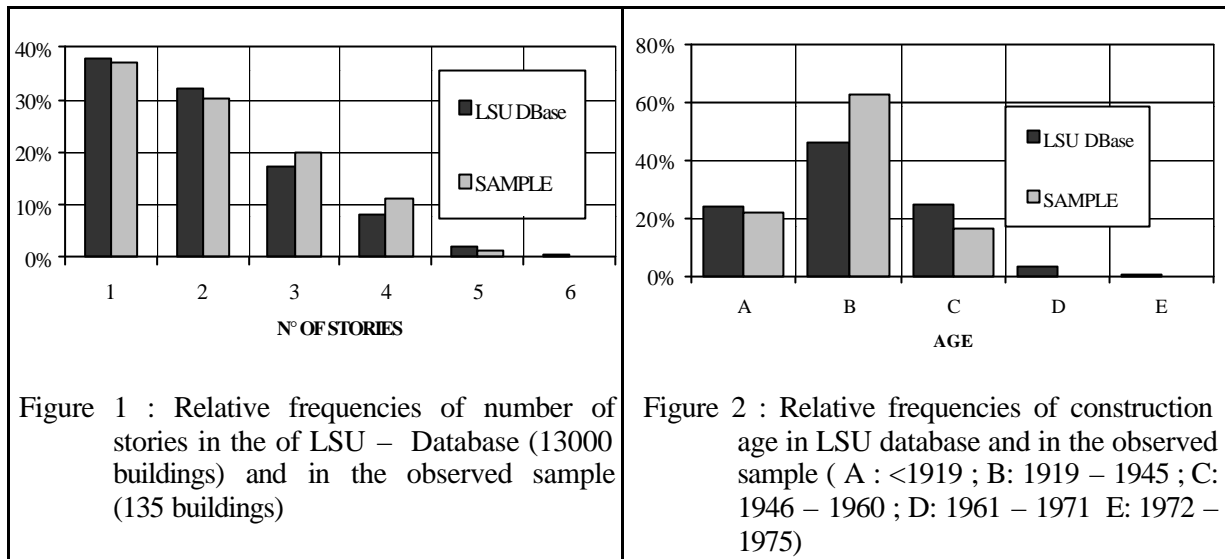 40%
30%
20%
10%
0%
1 2 3 4 5 6
N° OF STORIES
LSU DBase
SAMPLE
Figure 1 : Relative frequencies of number of
stories in the of LSU – Database (13000
buildings) and in the observed sample
(135 buildings)
80%
60%
40%
20%
0%
A B C D E
AGE
LSU DBase
SAMPLE
Figure 2 : Relative frequencies of construction
age in LSU database and in the observed
sample ( A : <1919 ; B: 1919 – 1945 ; C:
1946 – 1960 ; D: 1961 – 1971 E: 1972 –
1975)